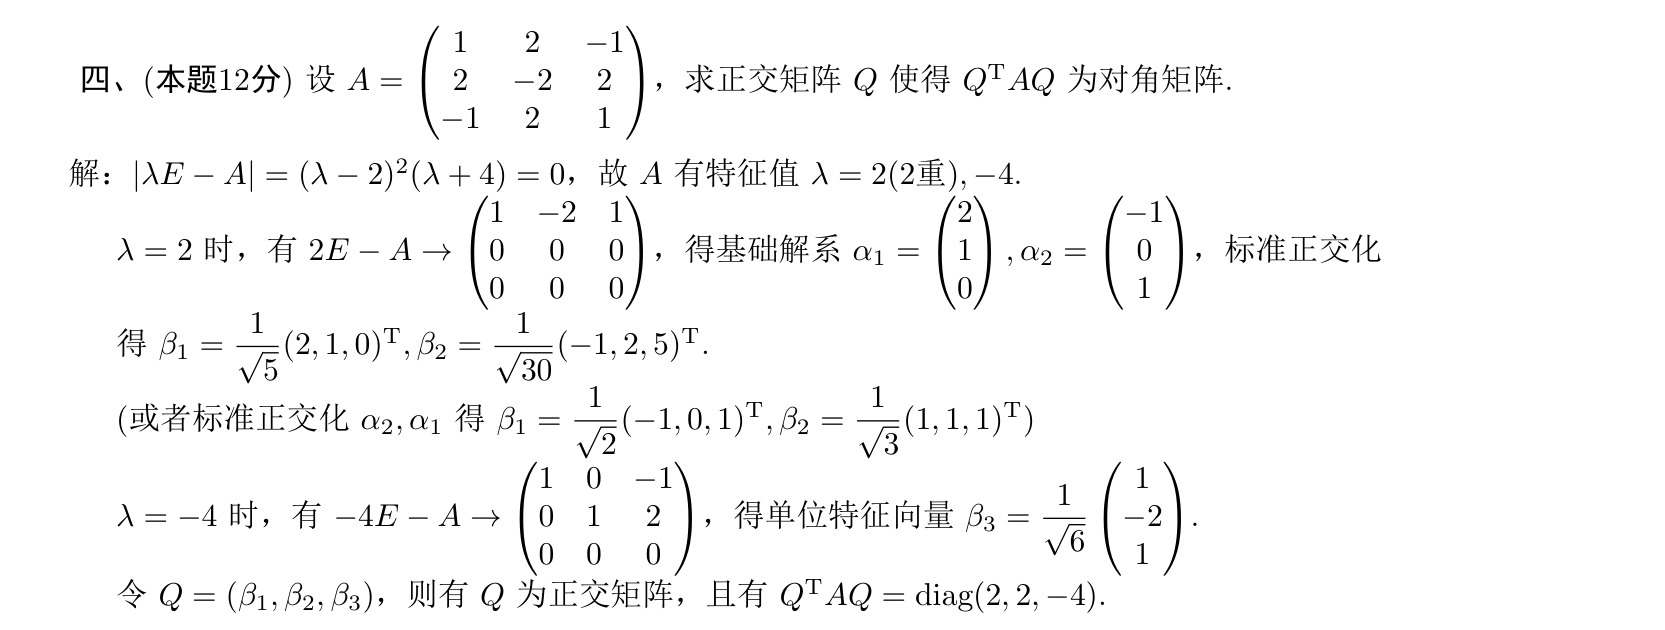 四、(本题12分) 设 $A = \begin{pmatrix} 1 & 2 & -1 \\ 2 & -2 & 2 \\ -1 & 2 & 1 \end{pmatrix}$，求正交矩阵 $Q$ 使得 $Q^{\mathrm{T}}AQ$ 为对角矩阵.
解：$|\lambda E - A| = (\lambda - 2)^2(\lambda + 4) = 0$，故 $A$ 有特征值 $\lambda = 2(2重), -4$.
$\lambda = 2$ 时，有 $2E - A \to \begin{pmatrix} 1 & -2 & 1 \\ 0 & 0 & 0 \\ 0 & 0 & 0 \end{pmatrix}$，得基础解系 $\alpha_1 = \begin{pmatrix} 2 \\ 1 \\ 0 \end{pmatrix}, \alpha_2 = \begin{pmatrix} -1 \\ 0 \\ 1 \end{pmatrix}$，标准正交化
得 $\beta_1 = \dfrac{1}{\sqrt{5}}(2, 1, 0)^{\mathrm{T}}, \beta_2 = \dfrac{1}{\sqrt{30}}(-1, 2, 5)^{\mathrm{T}}$.
(或者标准正交化 $\alpha_2, \alpha_1$ 得 $\beta_1 = \dfrac{1}{\sqrt{2}}(-1, 0, 1)^{\mathrm{T}}, \beta_2 = \dfrac{1}{\sqrt{3}}(1, 1, 1)^{\mathrm{T}}$)
$\lambda = -4$ 时，有 $-4E - A \to \begin{pmatrix} 1 & 0 & -1 \\ 0 & 1 & 2 \\ 0 & 0 & 0 \end{pmatrix}$，得单位特征向量 $\beta_3 = \dfrac{1}{\sqrt{6}} \begin{pmatrix} 1 \\ -2 \\ 1 \end{pmatrix}$.
令 $Q = (\beta_1, \beta_2, \beta_3)$，则有 $Q$ 为正交矩阵，且有 $Q^{\mathrm{T}}AQ = \mathrm{diag}(2, 2, -4)$.